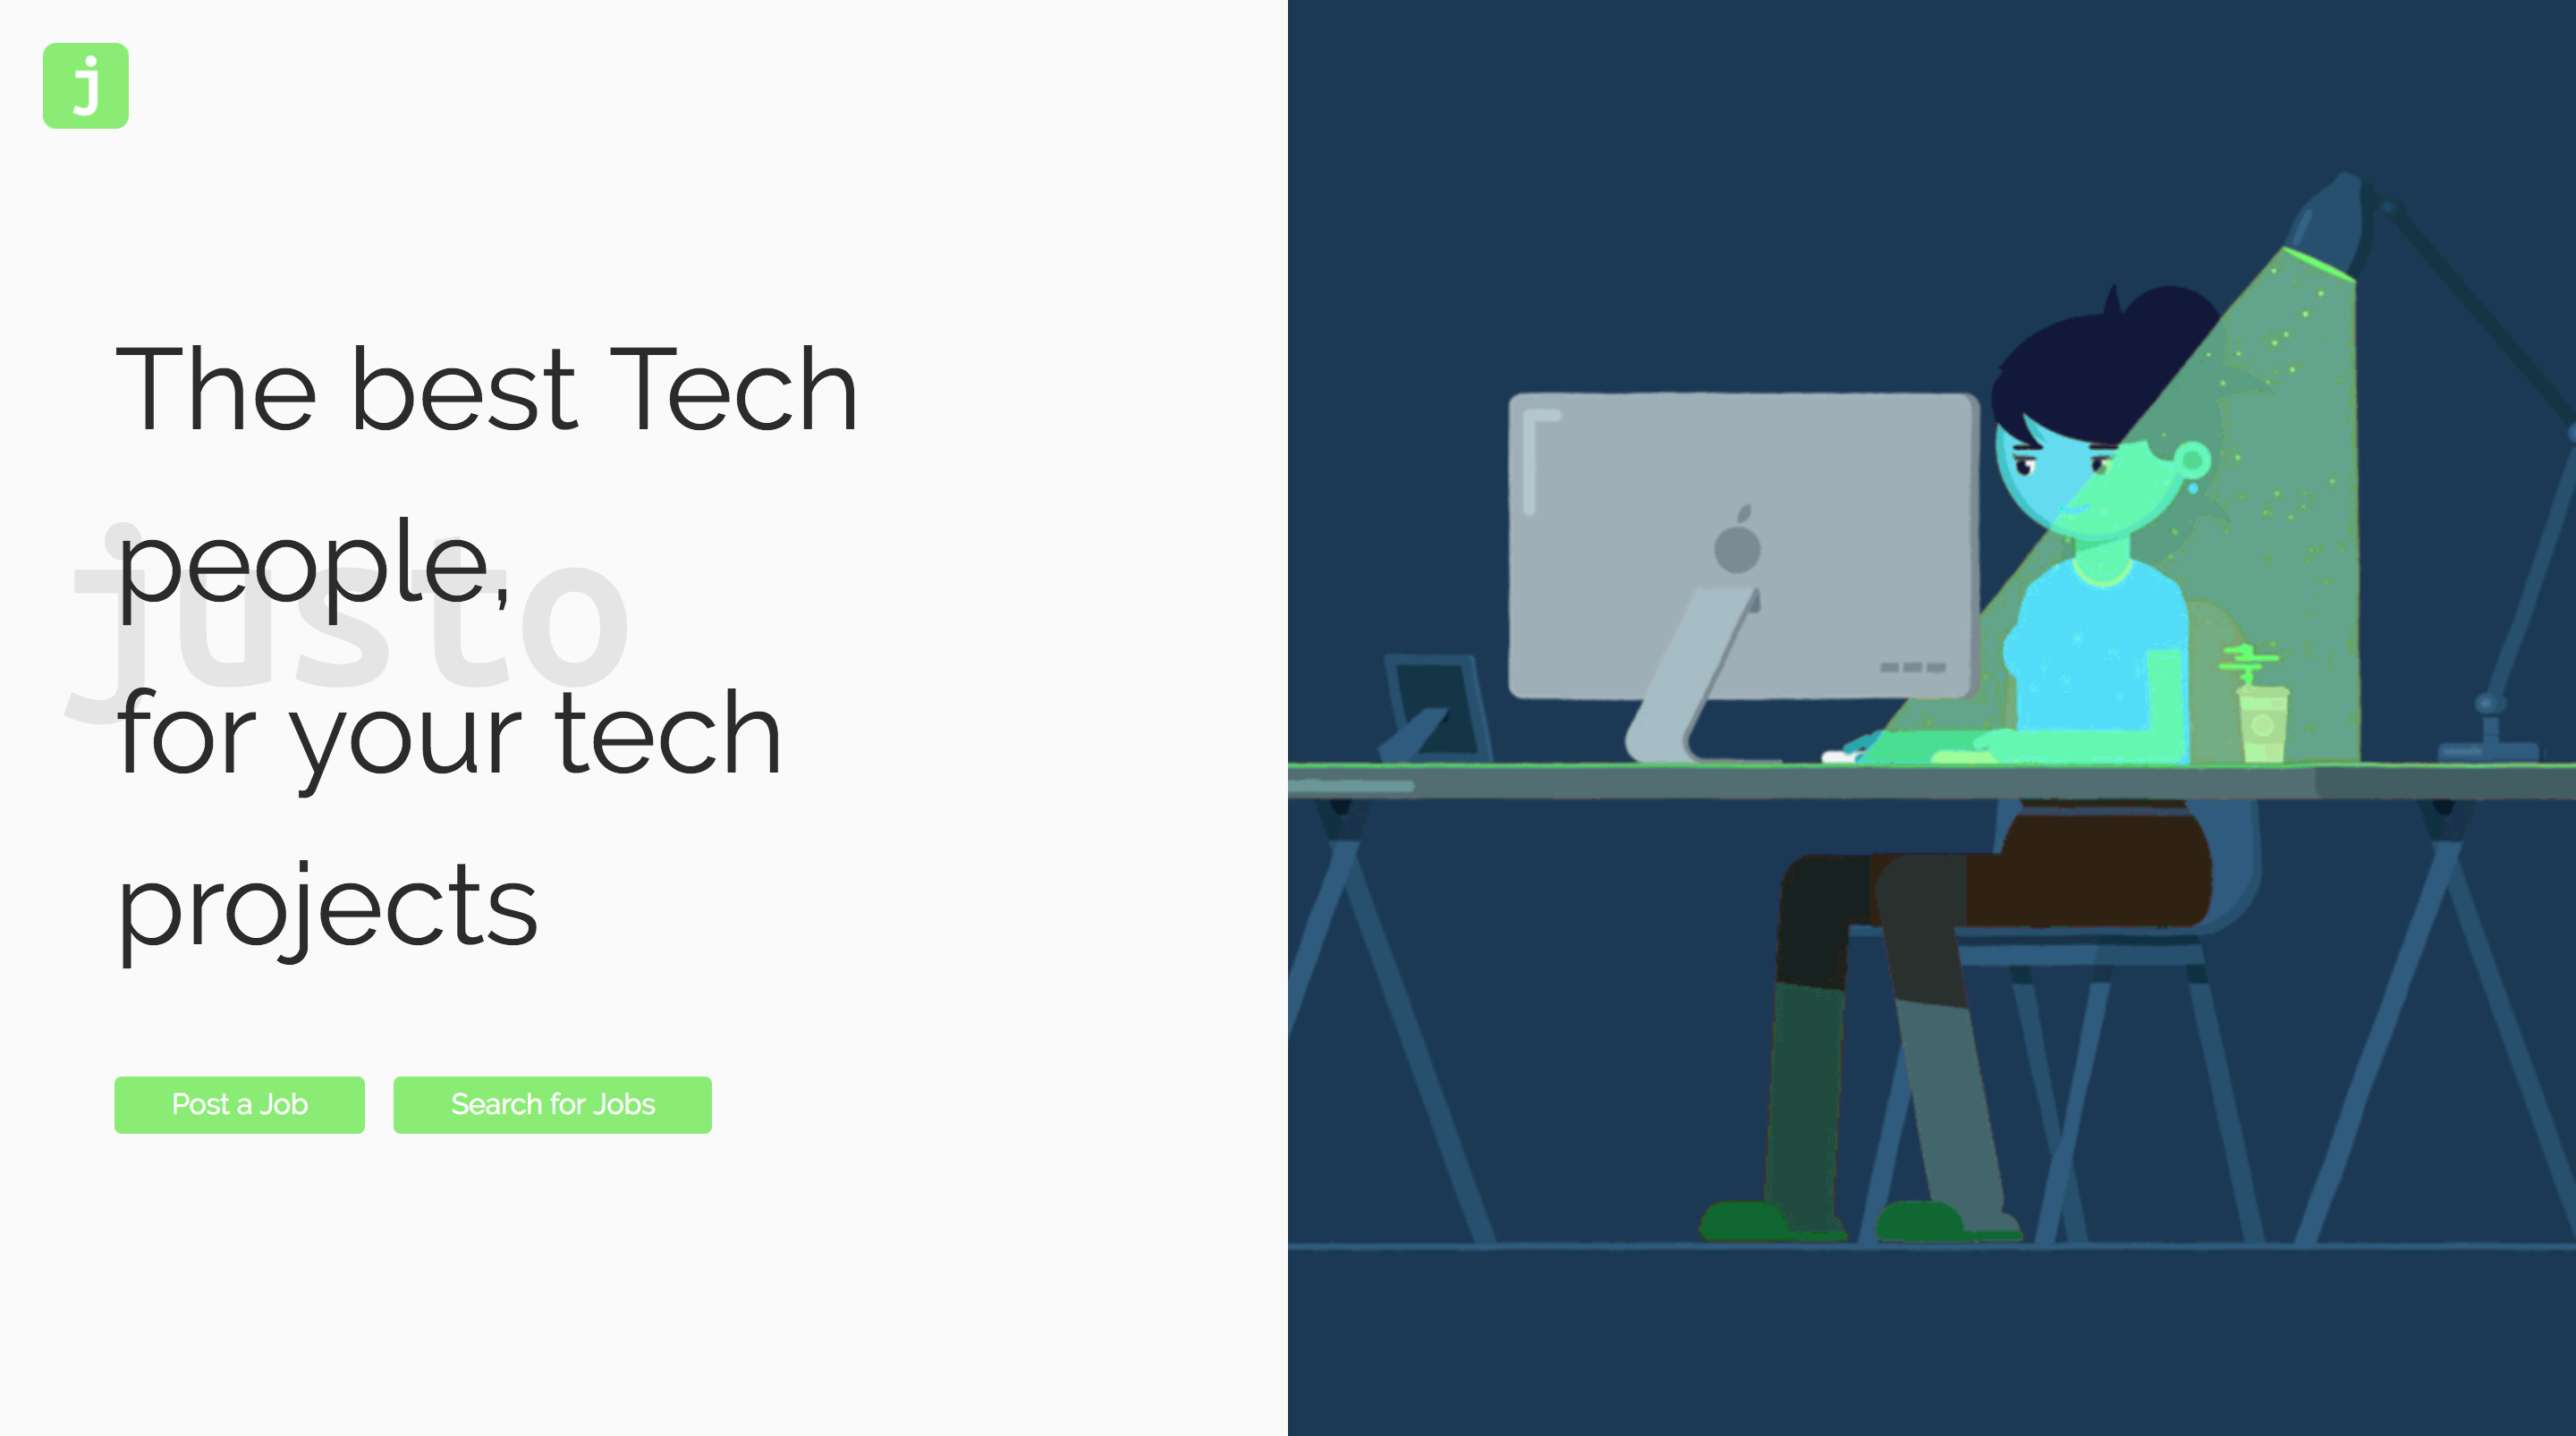 j
The best Tech
people,
justo
for your tech
projects
Post a Job
Search for Jobs